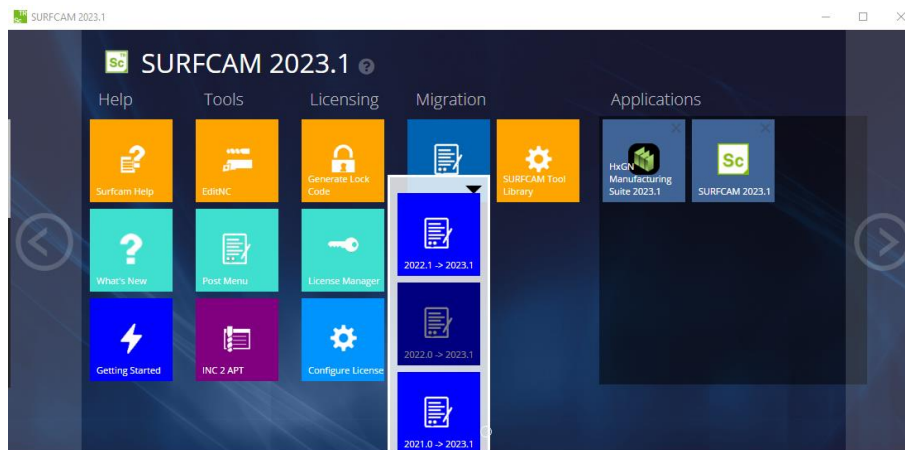 SURFCAM 2023.1
Sc
SURFCAM 2023.1
Help
Tools
Licensing
Migration
Applications
Surfcam Help
EditNC
Generate Lock
Code
SURFCAM Tool
Library
HxGN
Manufacturing
Suite 2023.1
Sc
SURFCAM 2023.1
What's New
Post Menu
License Manager
2022.1 -> 2023.1
2022.0 -> 2023.1
Getting Started
INC 2 APT
Configure License
2021.0 -> 2023.1